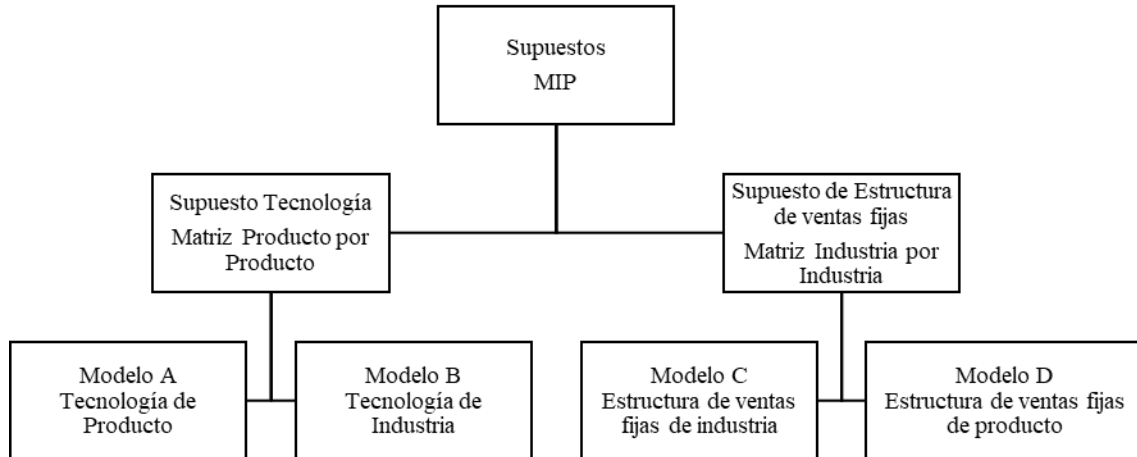 Supuestos
MIP
Supuesto Tecnología
Matriz Producto por
Producto
Supuesto de Estructura
de ventas fijas
Matriz Industria por
Industria
Modelo A
Tecnología de
Producto
Modelo B
Tecnología de
Industria
Modelo C
Estructura de ventas
fijas de industria
Modelo D
Estructura de ventas fijas
de producto